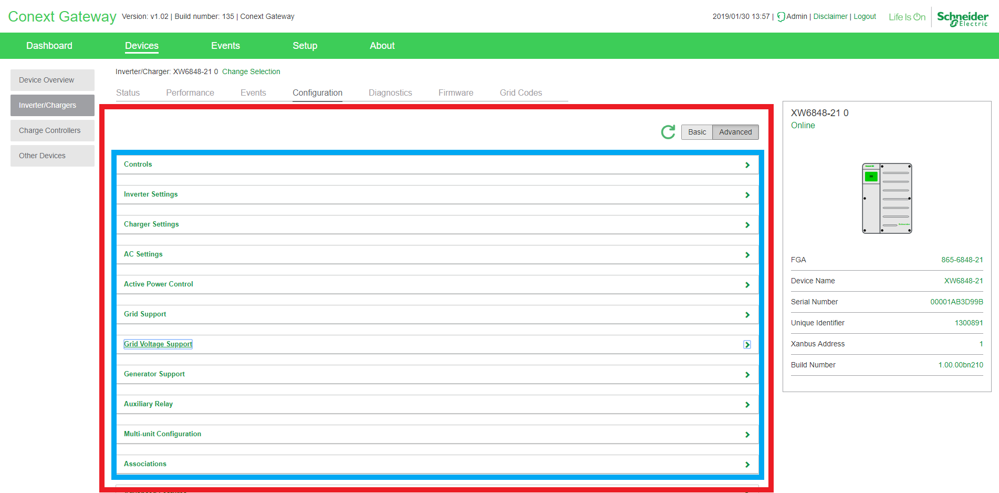 Conext Gateway Version: v1.02 | Build number: 135 | Conext Gateway
2019/01/30 13:57 | Admin | Disclaimer | Logout
Life Is On
Schneider
Electric
Dashboard Devices Events Setup About
Device Overview
Inverter/Chargers
Charge Controllers
Other Devices
Inverter/Charger: XW6848-21 0 Change Selection
Status Performance Events Configuration Diagnostics Firmware Grid Codes
Basic Advanced
Controls
Inverter Settings
Charger Settings
AC Settings
Active Power Control
Grid Support
Grid Voltage Support
Generator Support
Auxiliary Relay
Multi-unit Configuration
Associations
XW6848-21 0
Online
Schneider
FGA 865-6848-21
Device Name XW6848-21
Serial Number 00001AB3D99B
Unique Identifier 1300891
Xanbus Address 1
Build Number 1.00.00bn210